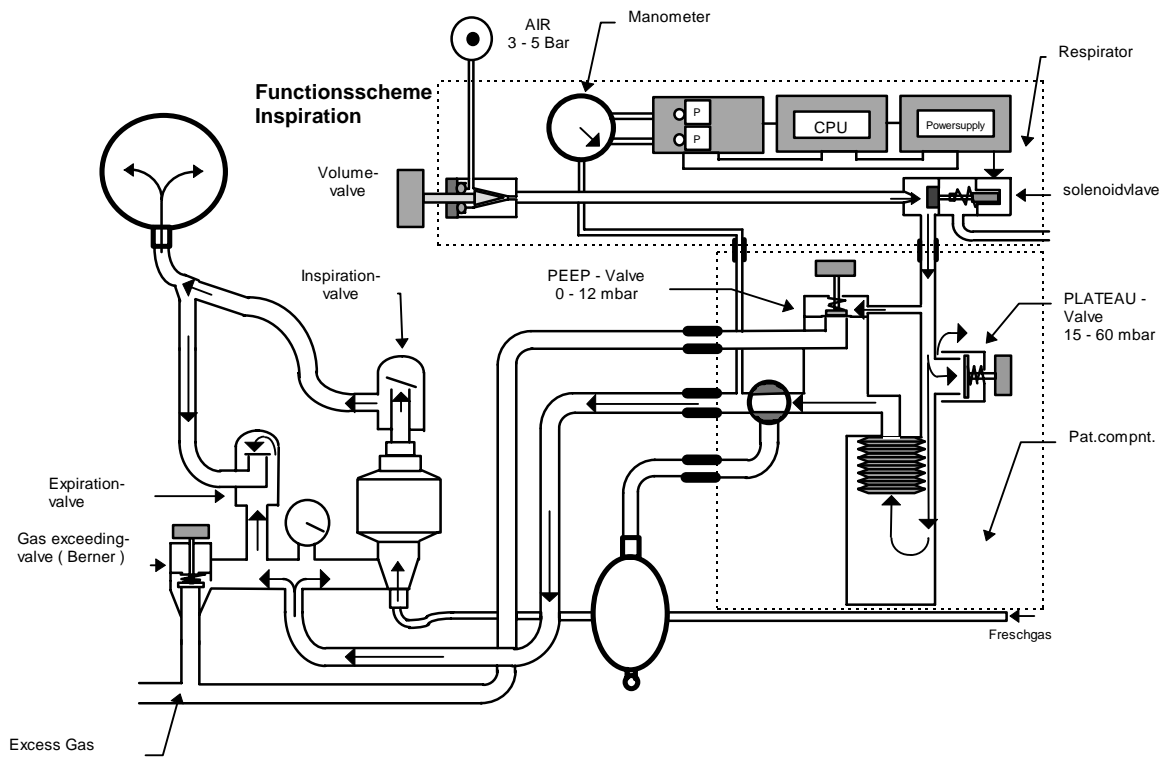 AIR
3 - 5 Bar
Manometer
Respirator
Functionsscheme
Inspiration
P
P
CPU
Powersupply
Volume-
valve
solenoidvlave
Inspiration-
valve
PEEP - Valve
0 - 12 mbar
PLATEAU -
Valve
15 - 60 mbar
Pat.compnt.
Expiration-
valve
Gas exceeding-
valve ( Berner )
Freschgas
Excess Gas